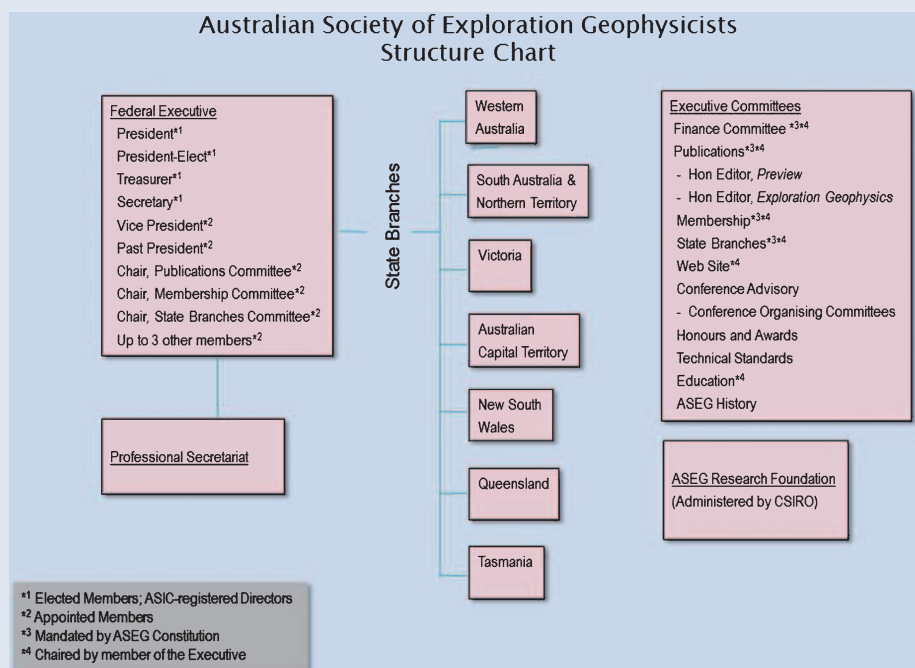 Australian Society of Exploration Geophysicists
Structure Chart
Federal Executive
President*1
President-Elect*1
Treasurer*1
Secretary*1
Vice President*2
Past President*2
Chair, Publications Committee*2
Chair, Membership Committee*2
Chair, State Branches Committee*2
Up to 3 other members*2
Professional Secretariat
State Branches
Western
Australia
South Australia &
Northern Territory
Victoria
Australian
Capital Territory
New South
Wales
Queensland
Tasmania
Executive Committees
Finance Committee *3*4
Publications*3*4
- Hon Editor, Preview
- Hon Editor, Exploration Geophysics
Membership*3*4
State Branches*3*4
Web Site*4
Conference Advisory
- Conference Organising Committees
Honours and Awards
Technical Standards
Education*4
ASEG History
ASEG Research Foundation
(Administered by CSIRO)
*1 Elected Members; ASIC-registered Directors
*2 Appointed Members
*3 Mandated by ASEG Constitution
*4 Chaired by member of the Executive